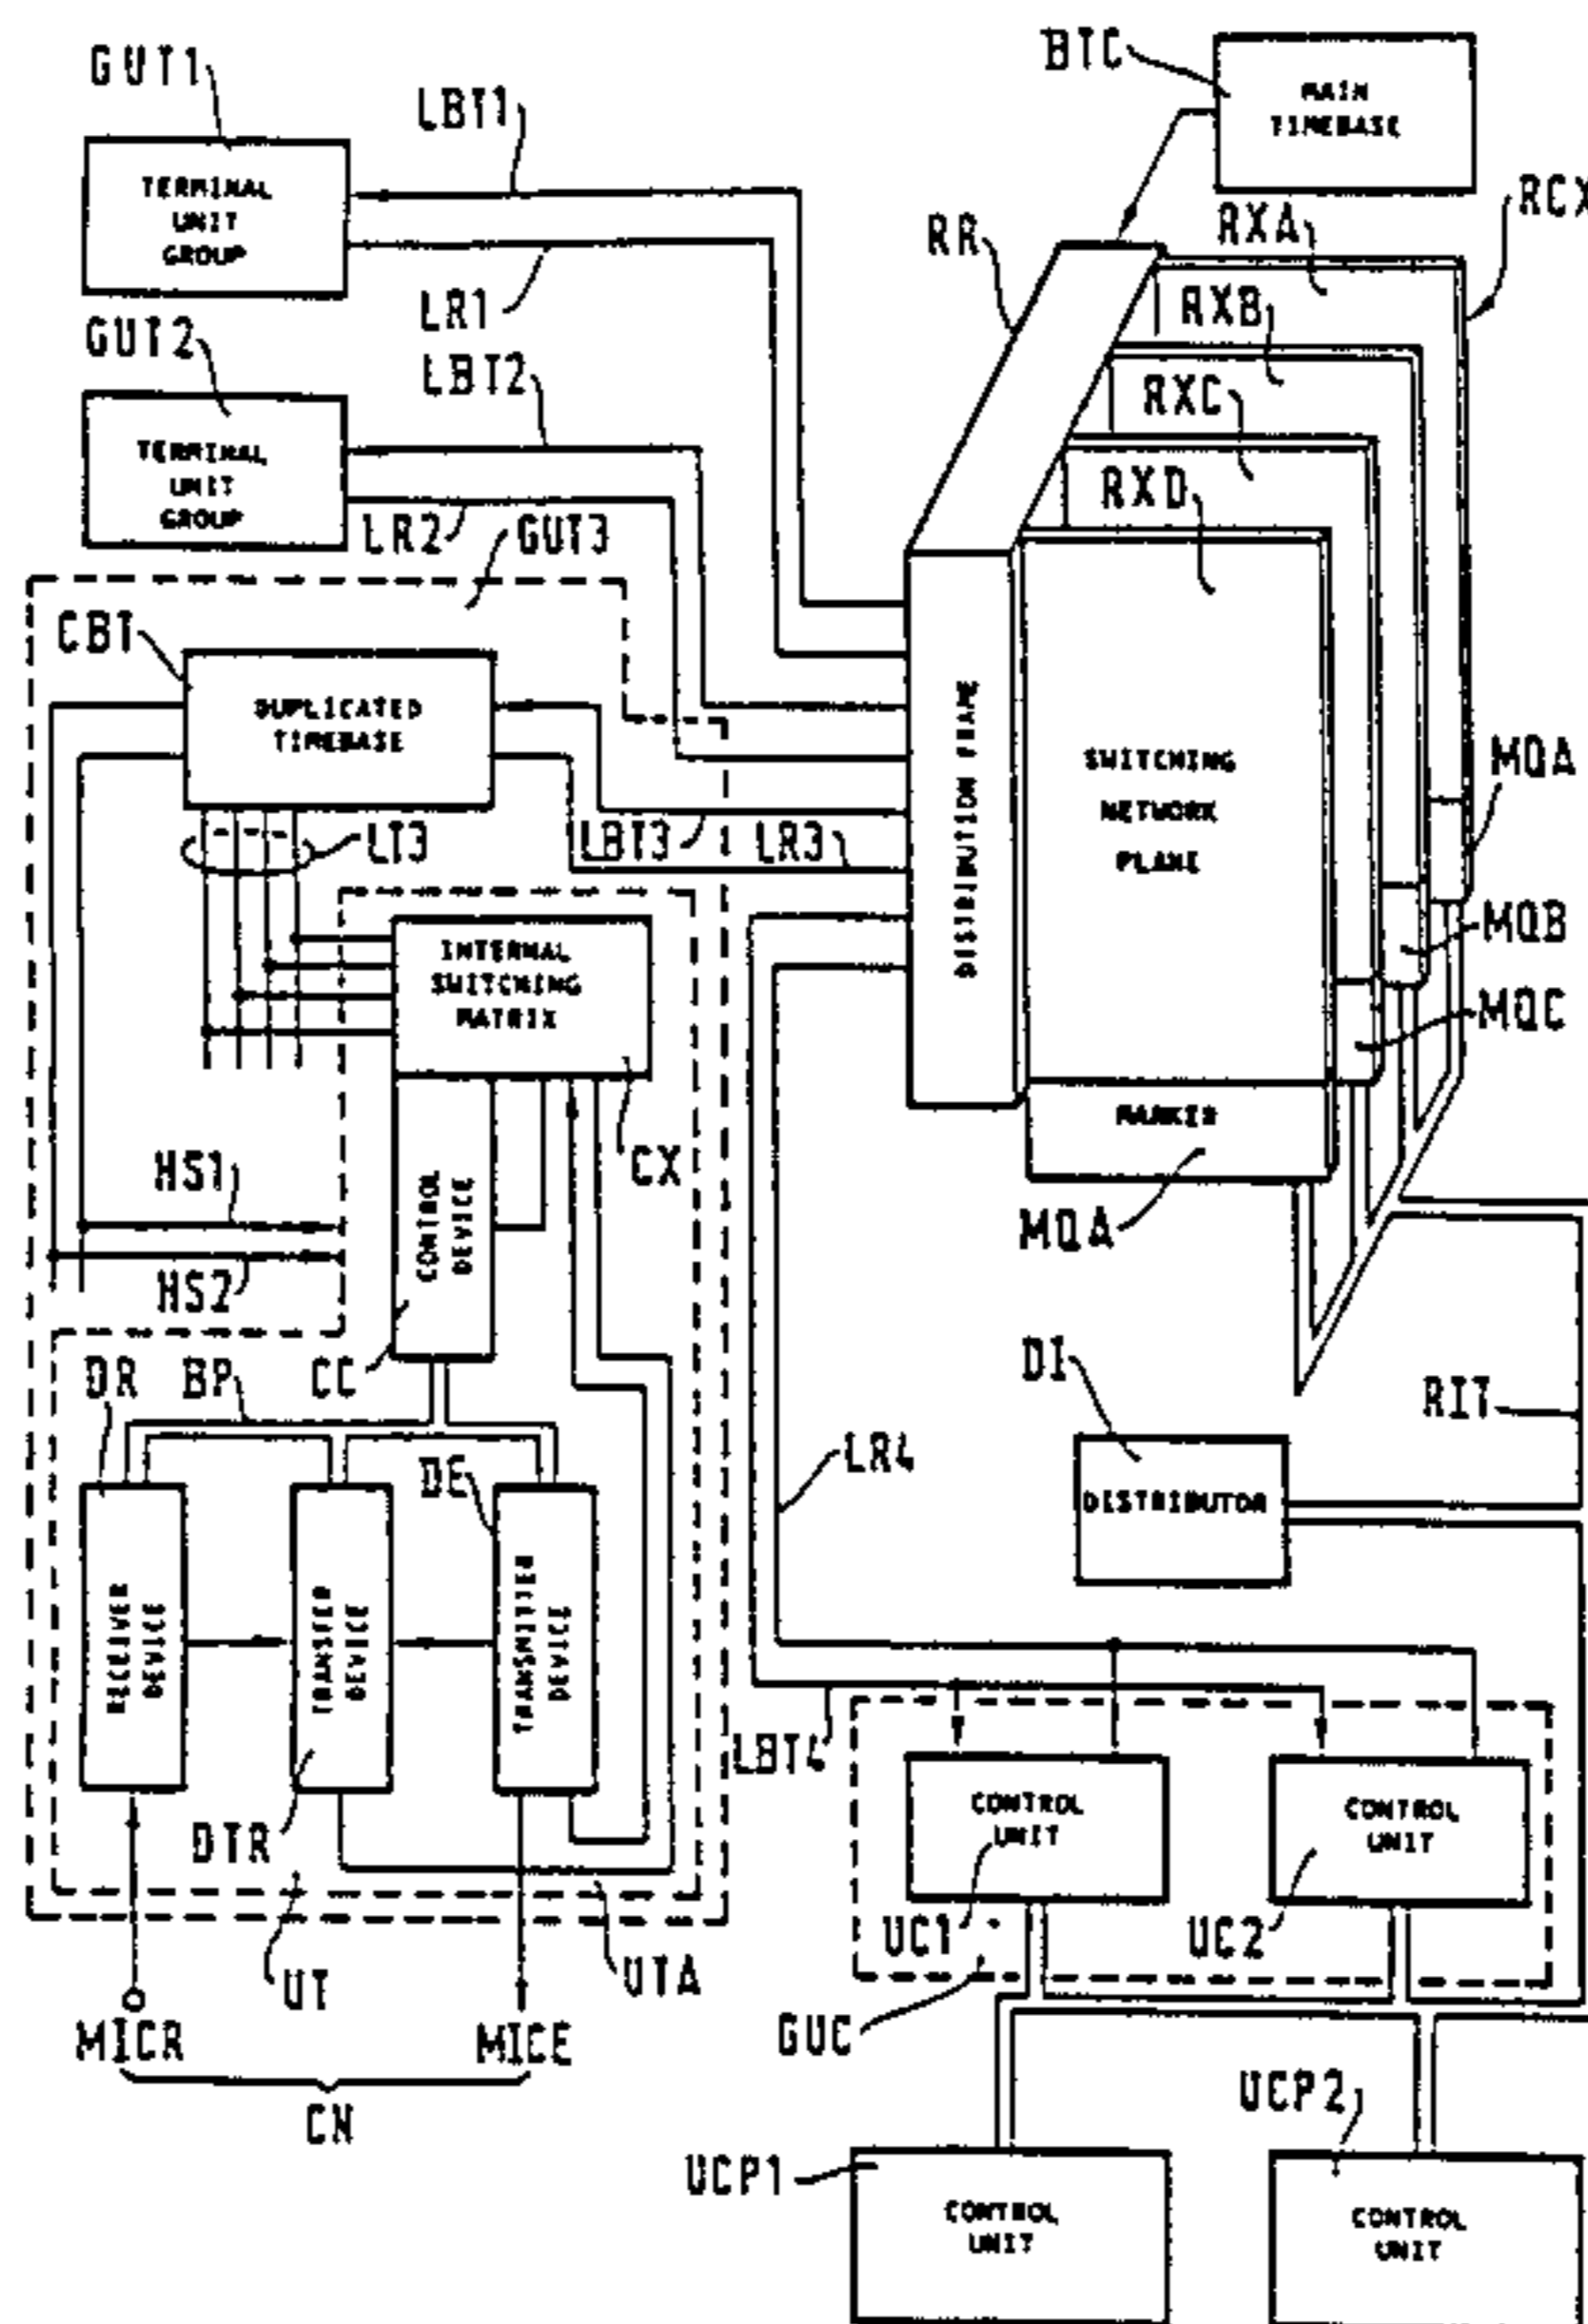 GUT1
LBT1
BTC
MAIN
TIMEBASE
TERMINAL
UNIT
GROUP
RCX
RXA
RR
LR1
RXB
GUT2
LBT2
RXC
TERMINAL
UNIT
GROUP
RXD
LR2
GUT3
CBT
DUPLICATED
TIMEBASE
DISTRIBUTION FRAME
SWITCHING
NETWORK
PLANE
MQA
LT3
LBT3
LR3
MQB
INTERNAL
SWITCHING
MATRIX
MQC
MARKER
CX
HS1
CONTROL
DEVICE
MQA
HS2
DR
BP
CC
DI
RIT
DE
LR4
DISTRIBUTOR
RECEIVER
DEVICE
TRANSFER
DEVICE
TRANSMITTER
DEVICE
LBT4
CONTROL
UNIT
CONTROL
UNIT
DTR
UC1
UC2
UT
UTA
GUC
MICR
MICE
UCP2
CN
UCP1
CONTROL
UNIT
CONTROL
UNIT